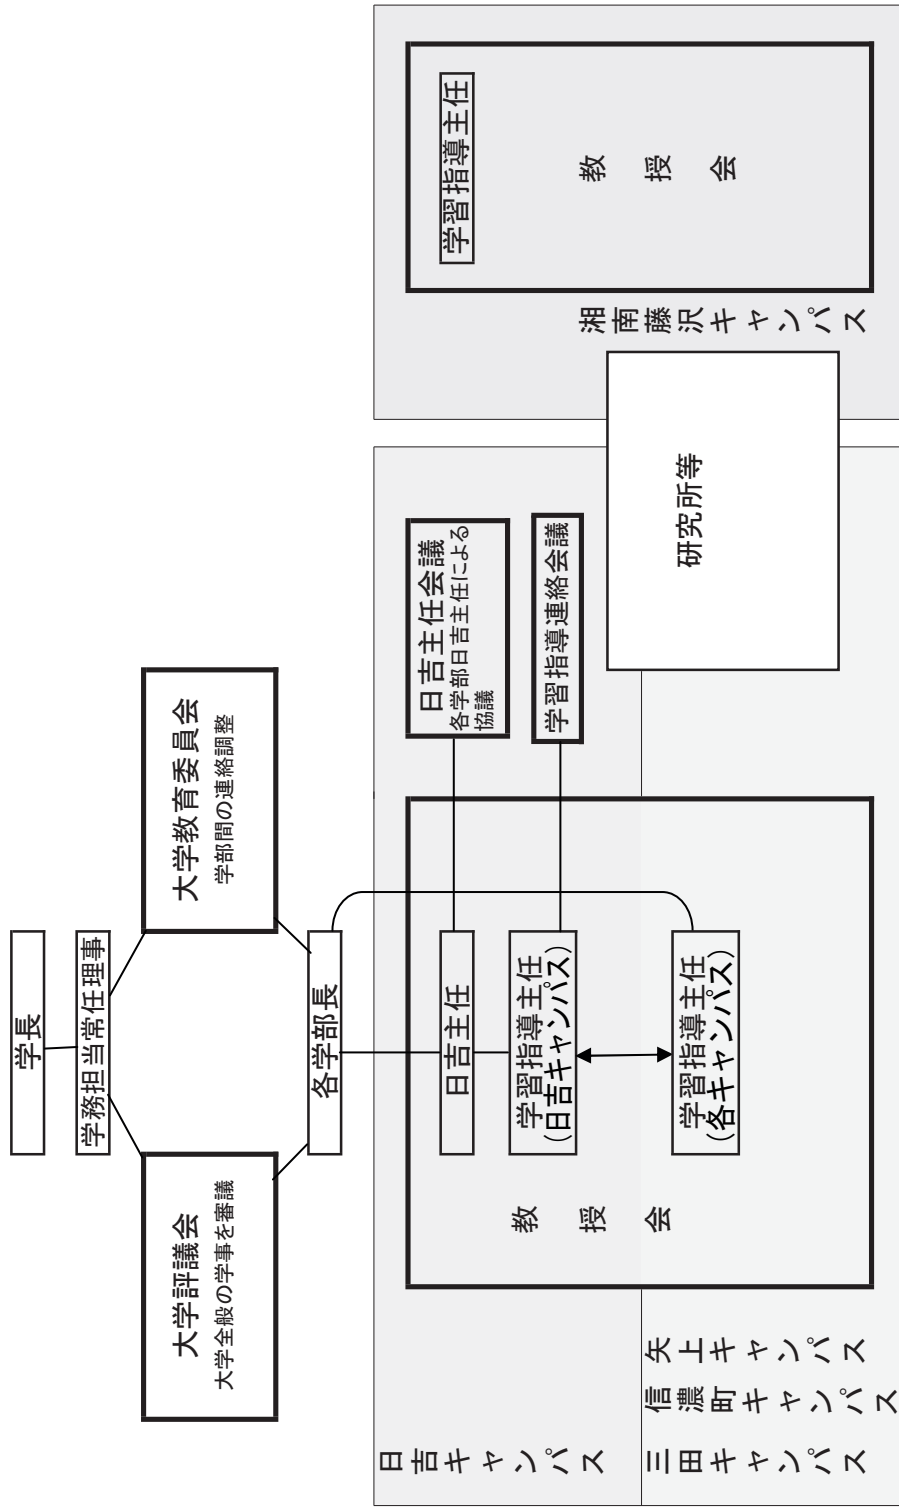 学長
学務担当常任理事
大学評議会
大学全般の学事を審議
大学教育委員会
学部間の連絡調整
各学部長
日吉キャンパス
日吉主任
日吉主任会議
各学部日吉主任による
協議
学習指導主任
（日吉キャンパス）
学習指導連絡会議
教授会
三田キャンパス
信濃町キャンパス
矢上キャンパス
学習指導主任
（各キャンパス）
研究所等
湘南藤沢キャンパス
学習指導主任
教授会